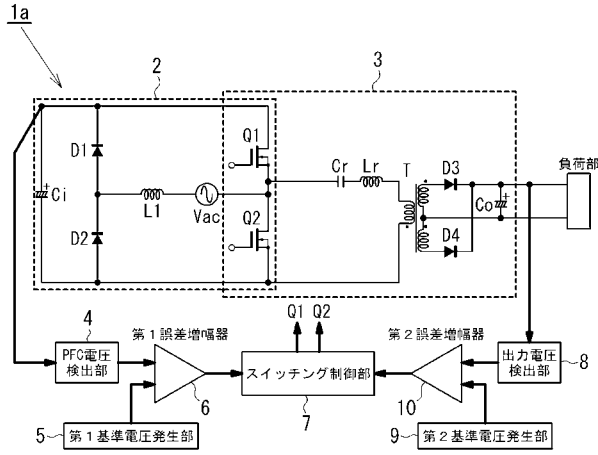 1a
2
3
D1
Q1
Cr
Lr
T
D3
負荷部
Ci
L1
Vac
Co
D2
Q2
D4
4
第1誤差増幅器
Q1
Q2
第2誤差増幅器
PFC電圧
検出部
スイッチング制御部
出力電圧
検出部
8
6
7
10
5
第1基準電圧発生部
9
第2基準電圧発生部